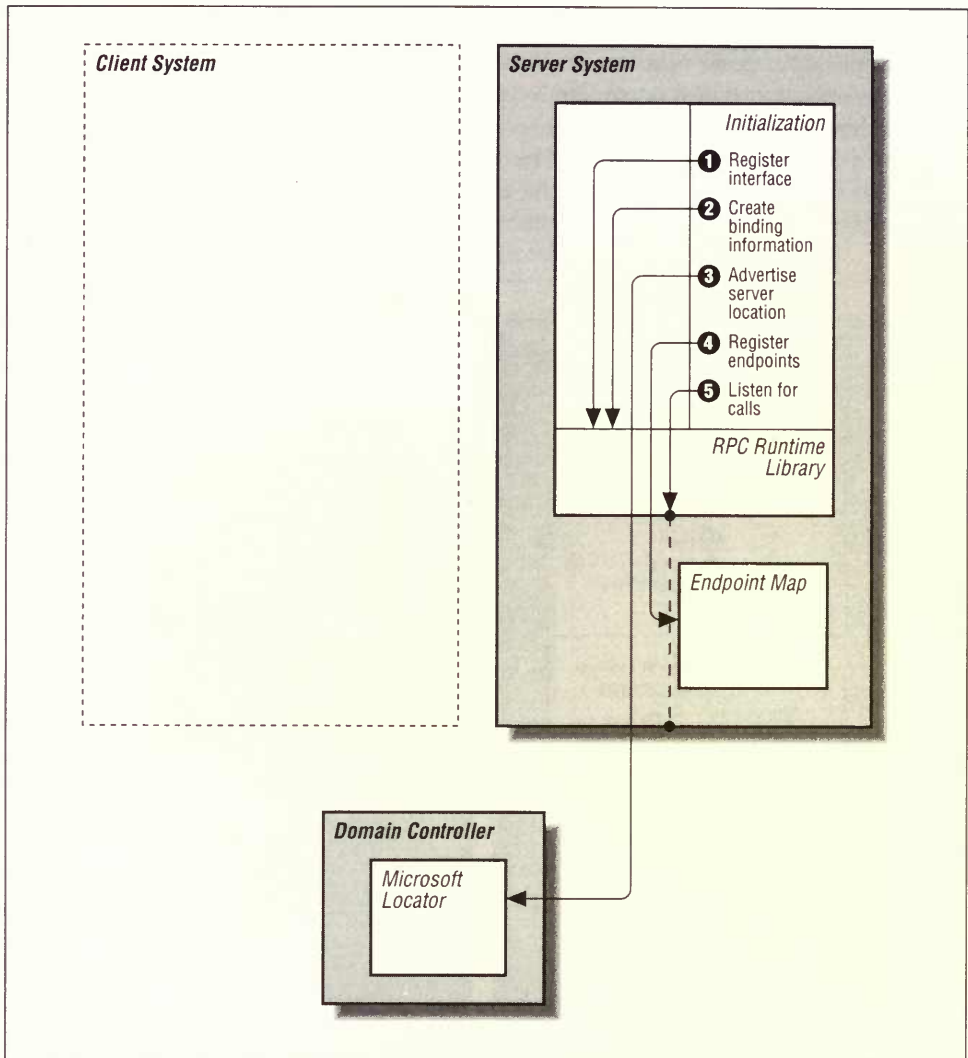 Client System
Server System
Initialization
1 Register
interface
2 Create
binding
information
3 Advertise
server
location
4 Register
endpoints
5 Listen for
calls
RPC Runtime
Library
Endpoint Map
Domain Controller
Microsoft
Locator